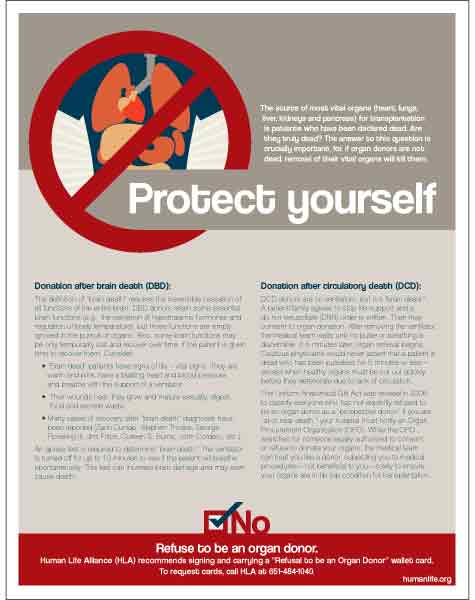 The source of most vital organs (heart, lungs,
liver, kidneys and pancreas) for transplantation
is patients who have been declared dead. Are
they truly dead? The answer to this question is
crucially important, for if organ donors are not
dead, removal of their vital organs will kill them.
Protect yourself
Donation after brain death (DBD):
The definition of "brain death" requires the irreversible cessation of
all functions of the entire brain. DBD donors retain some essential
brain functions (e.g., the secretion of hypothalamic hormones and
regulation of body temperature), but these functions are simply
ignored in the pursuit of organs. Also, some brain functions may
be only temporarily lost and recover over time if the patient is given
time to recover them. Consider:
• "Brain dead" patients have signs of life – vital signs. They are
warm and pink, have a beating heart and blood pressure,
and breathe with the support of a ventilator.
• Their wounds heal, they grow and mature sexually, digest
food and excrete waste.
• Many cases of recovery after "brain death" diagnosis have
been reported (Zack Dunlap, Stephen Thorpe, George
Pickering III, Jahi McMath, Colleen S. Burns, John etc.).
An apnea test is required to determine "brain death." The ventilator
is turned off for up to 10 minutes to see if the patient will breathe
spontaneously. This test can increase brain damage and may even
cause death!
Donation after circulatory death (DCD):
DCD donors are on ventilators, but not "brain dead."
A patient/family agrees to stop life support and a
do not resuscitate (DNR) order is written. Then they
consent to organ donation. After removing the ventilator,
the medical team waits until no pulse or breathing is
discernible. 2-5 minutes later, organ removal begins.
Cautious physicians would never assert that a patient is
dead who has been pulseless for 5 minutes or less—
except when healthy organs must be cut out quickly
before they deteriorate due to lack of circulation.
The Uniform Anatomical Gift Act was revised in 2006
to classify everyone who has not explicitly refused to
be an organ donor as a "prospective donor." If you are
"at or near death," your hospital must notify an Organ
Procurement Organization (OPO). While the OPO
searches for someone legally authorized to consent
or refuse to donate your organs, the medical team
can treat you like a donor, subjecting you to medical
procedures—not beneficial to you—solely to ensure
your organs are in tip top condition for transplantation.
No
Refuse to be an organ donor.
Human Life Alliance (HLA) recommends signing and carrying a "Refusal to be an Organ Donor" wallet card.
To request cards, call HLA at 651-484-1040.
humanlife.org